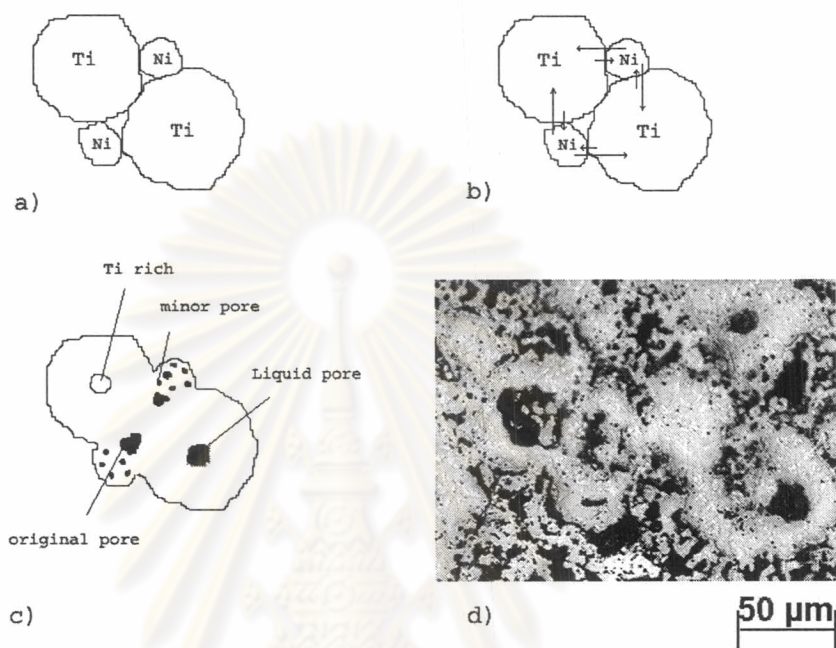 Ti
Ni
Ti
Ni
a)
Ti
Ni
Ti
Ni
b)
Ti rich
minor pore
Liquid pore
original pore
c)
d)
50 µm